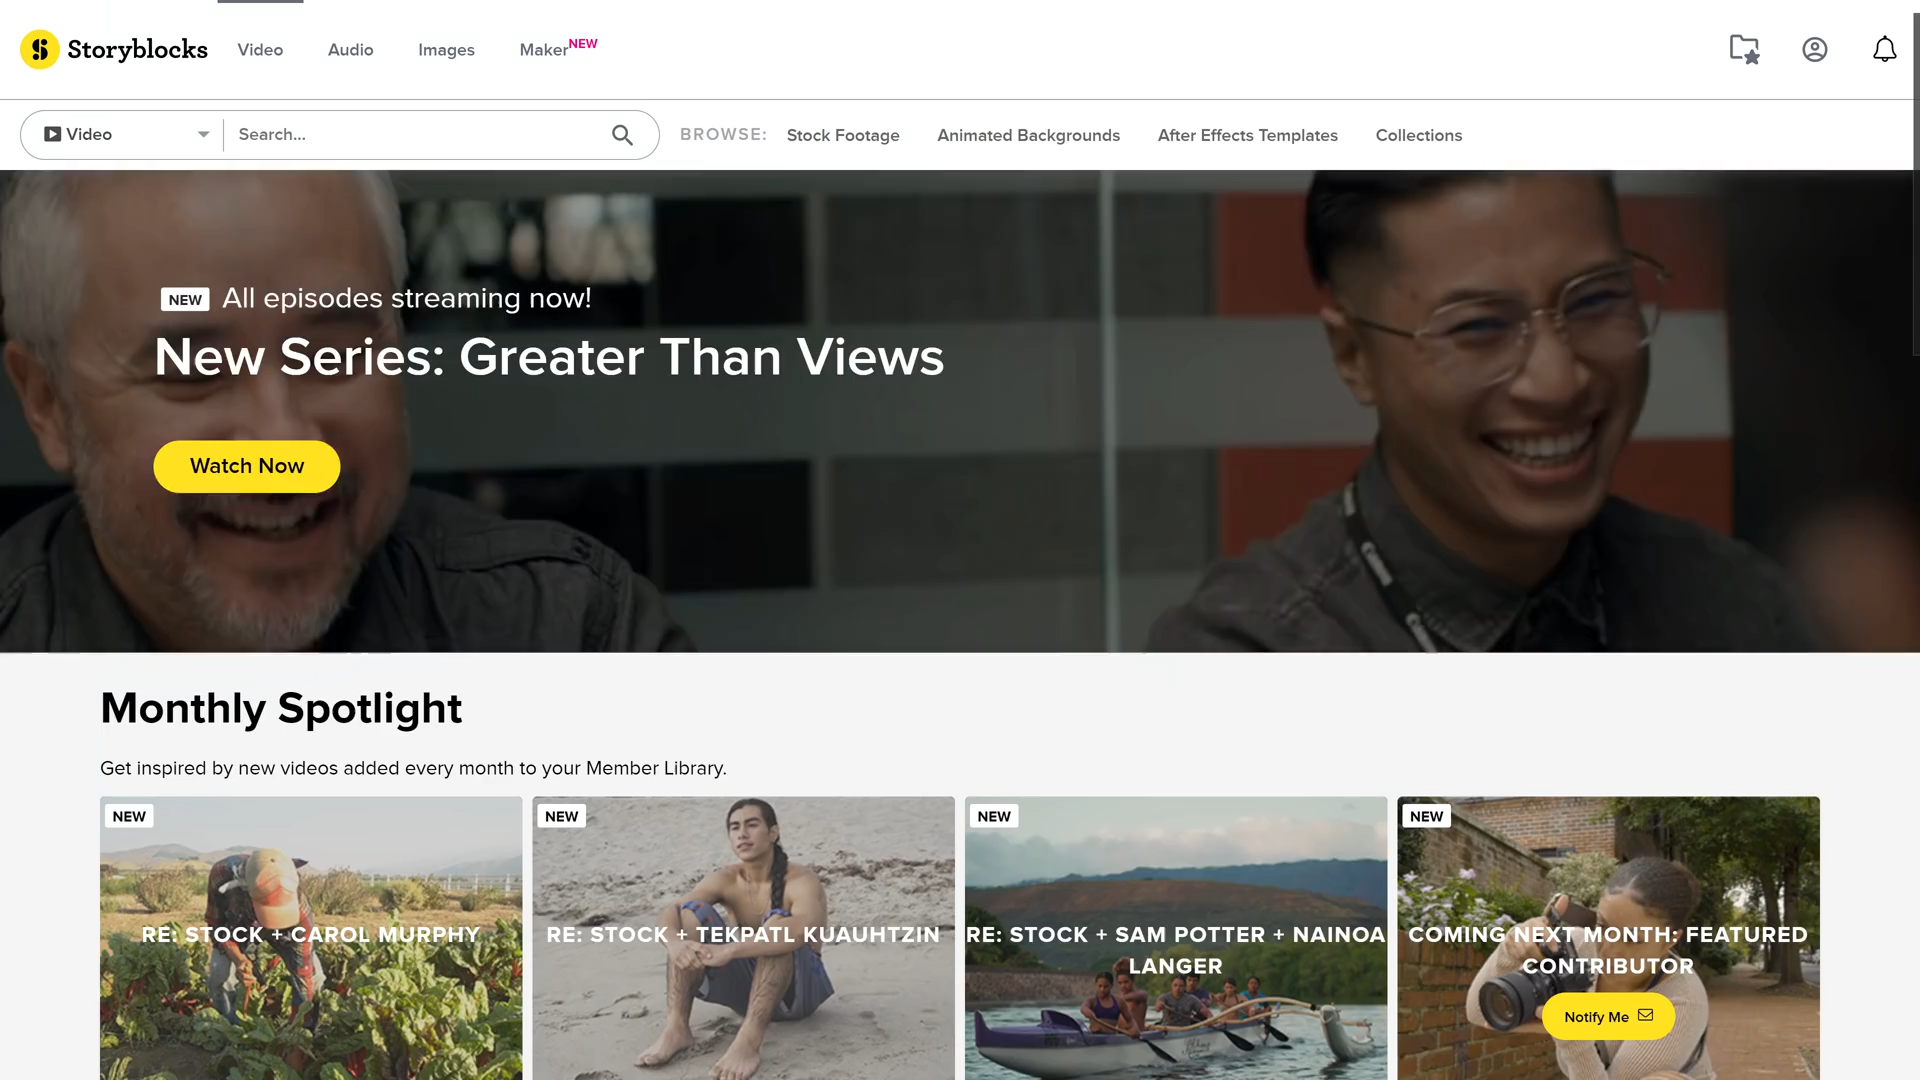 Storyblocks
Video
Audio
Images
Maker NEW
Video
Search...
BROWSE:
Stock Footage
Animated Backgrounds
After Effects Templates
Collections
NEW All episodes streaming now!
New Series: Greater Than Views
Watch Now
Monthly Spotlight
Get inspired by new videos added every month to your Member Library.
NEW
RE: STOCK + CAROL MURPHY
NEW
RE: STOCK + TEKPATL KUAUHTZIN
NEW
RE: STOCK + SAM POTTER + NAINOA
LANGER
NEW
COMING NEXT MONTH: FEATURED
CONTRIBUTOR
Notify Me